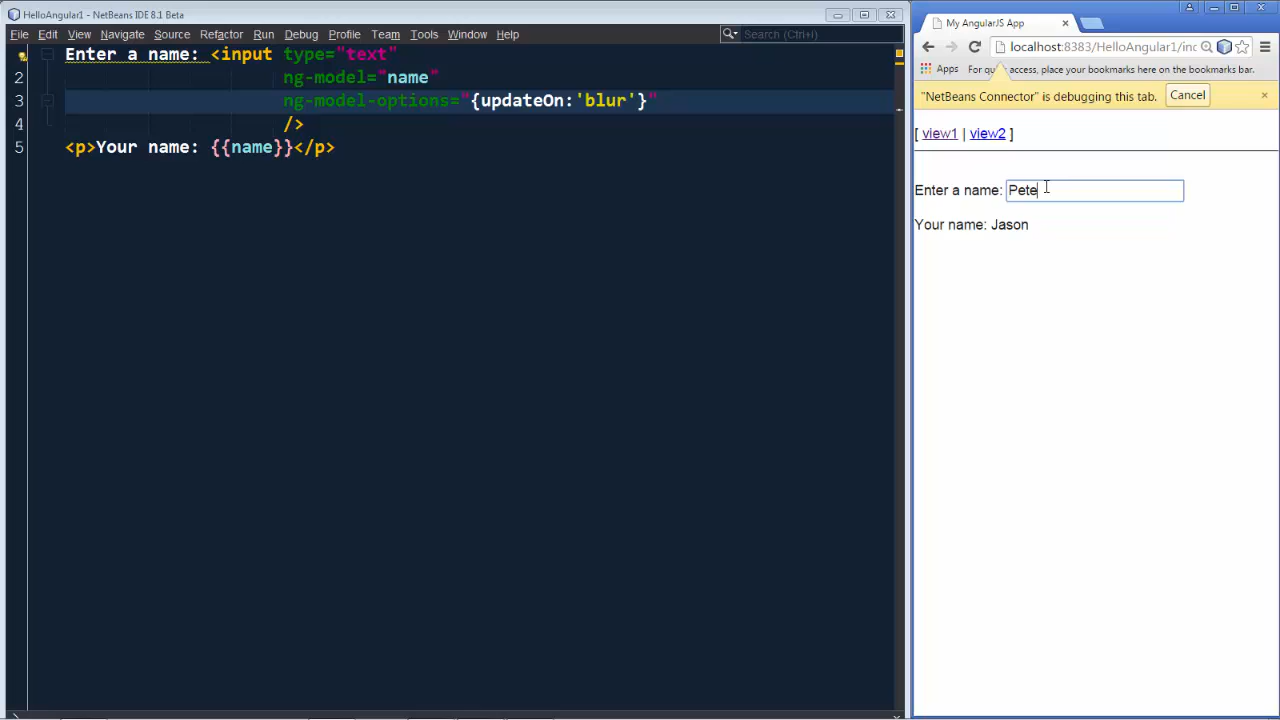 HelloAngular1 - NetBeans IDE 8.1 Beta
File Edit View Navigate Source Refactor Run Debug Profile Team Tools Window Help
Search (Ctrl+I)
Enter a name: <input type="text"
2 ng-model="name"
3 ng-model-options="{updateOn:'blur'}"
4 />
5 <p>Your name: {{name}}</p>
My AngularJS App
localhost:8383/HelloAngular1/inc
Apps For quick access, place your bookmarks here on the bookmarks bar.
"NetBeans Connector" is debugging this tab. Cancel
[ view1 | view2 ]
Enter a name: Pete
Your name: Jason